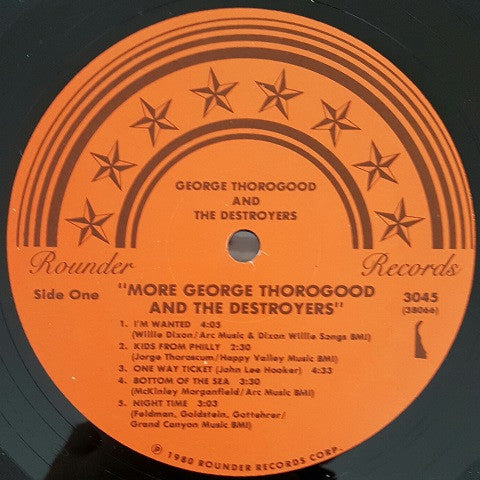 GEORGE THOROGOOD
AND
THE DESTROYERS
Rounder Records
Side One
"MORE GEORGE THOROGOOD
AND THE DESTROYERS"
3045
(38066)
1. I'M WANTED 4:05
(Willie Dixon/Arc Music & Dixon Willie Songs BMI)
2. KIDS FROM PHILLY 2:30
(Jorge Thoroscum/Happy Valley Music BMI)
3. ONE WAY TICKET (John Lee Hooker) 4:33
4. BOTTOM OF THE SEA 3:30
(McKinley Morganfield/Arc Music BMI)
5. NIGHT TIME 3:03
(Feldman, Goldstein, Gottehrer/
Grand Canyon Music BMI)
℗ 1980 ROUNDER RECORDS CORP.